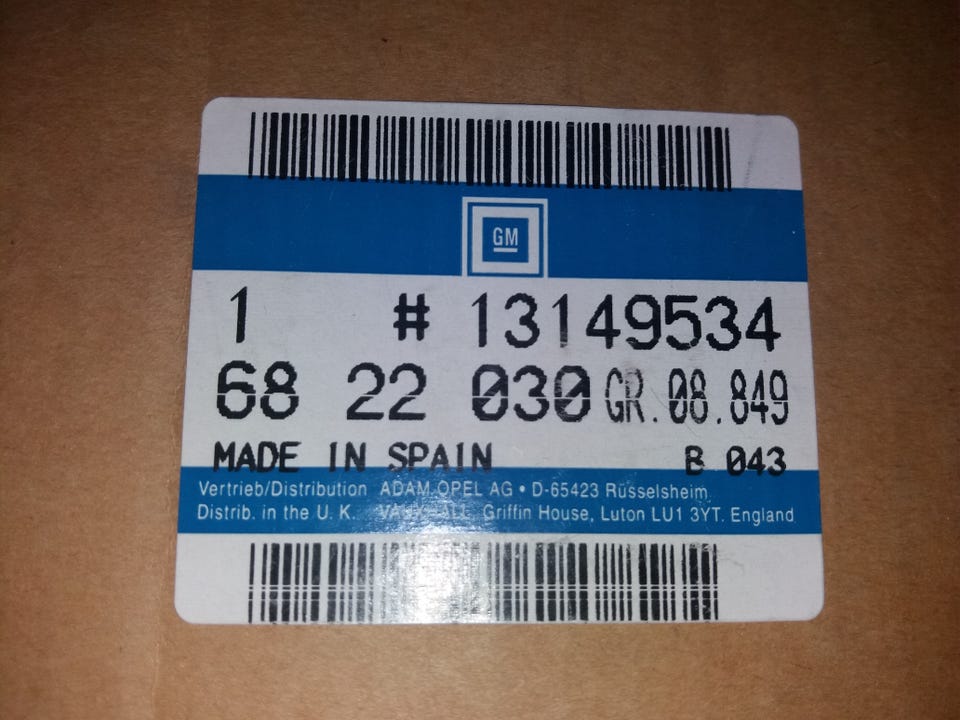 GM
1 # 13149534
68 22 030 GR. 08.849
MADE IN SPAIN B 043
Vertrieb/Distribution ADAM OPEL AG • D-65423 Rüsselsheim
Distrib. in the U. K. VAUXHALL Griffin House, Luton LU1 3YT. England